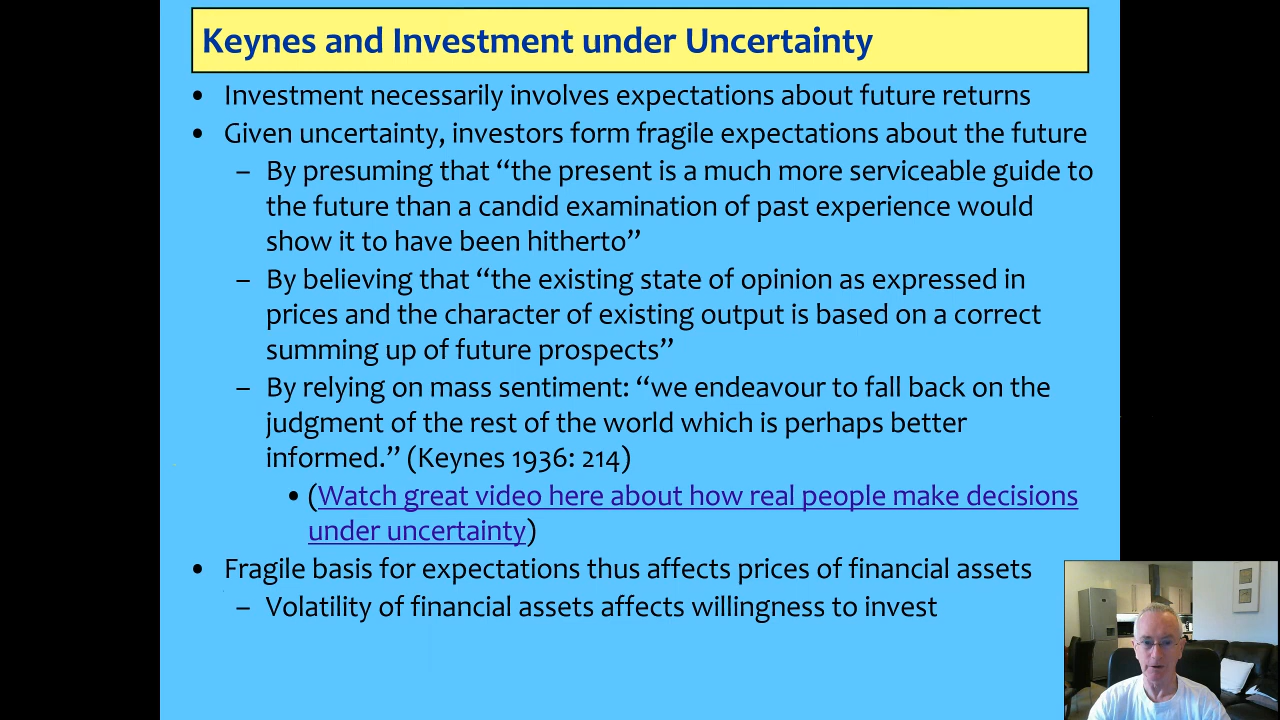 Keynes and Investment under Uncertainty
• Investment necessarily involves expectations about future returns
• Given uncertainty, investors form fragile expectations about the future
– By presuming that “the present is a much more serviceable guide to
the future than a candid examination of past experience would
show it to have been hitherto”
– By believing that “the existing state of opinion as expressed in
prices and the character of existing output is based on a correct
summing up of future prospects”
– By relying on mass sentiment: “we endeavour to fall back on the
judgment of the rest of the world which is perhaps better
informed.” (Keynes 1936: 214)
• (Watch great video here about how real people make decisions
under uncertainty)
• Fragile basis for expectations thus affects prices of financial assets
– Volatility of financial assets affects willingness to invest